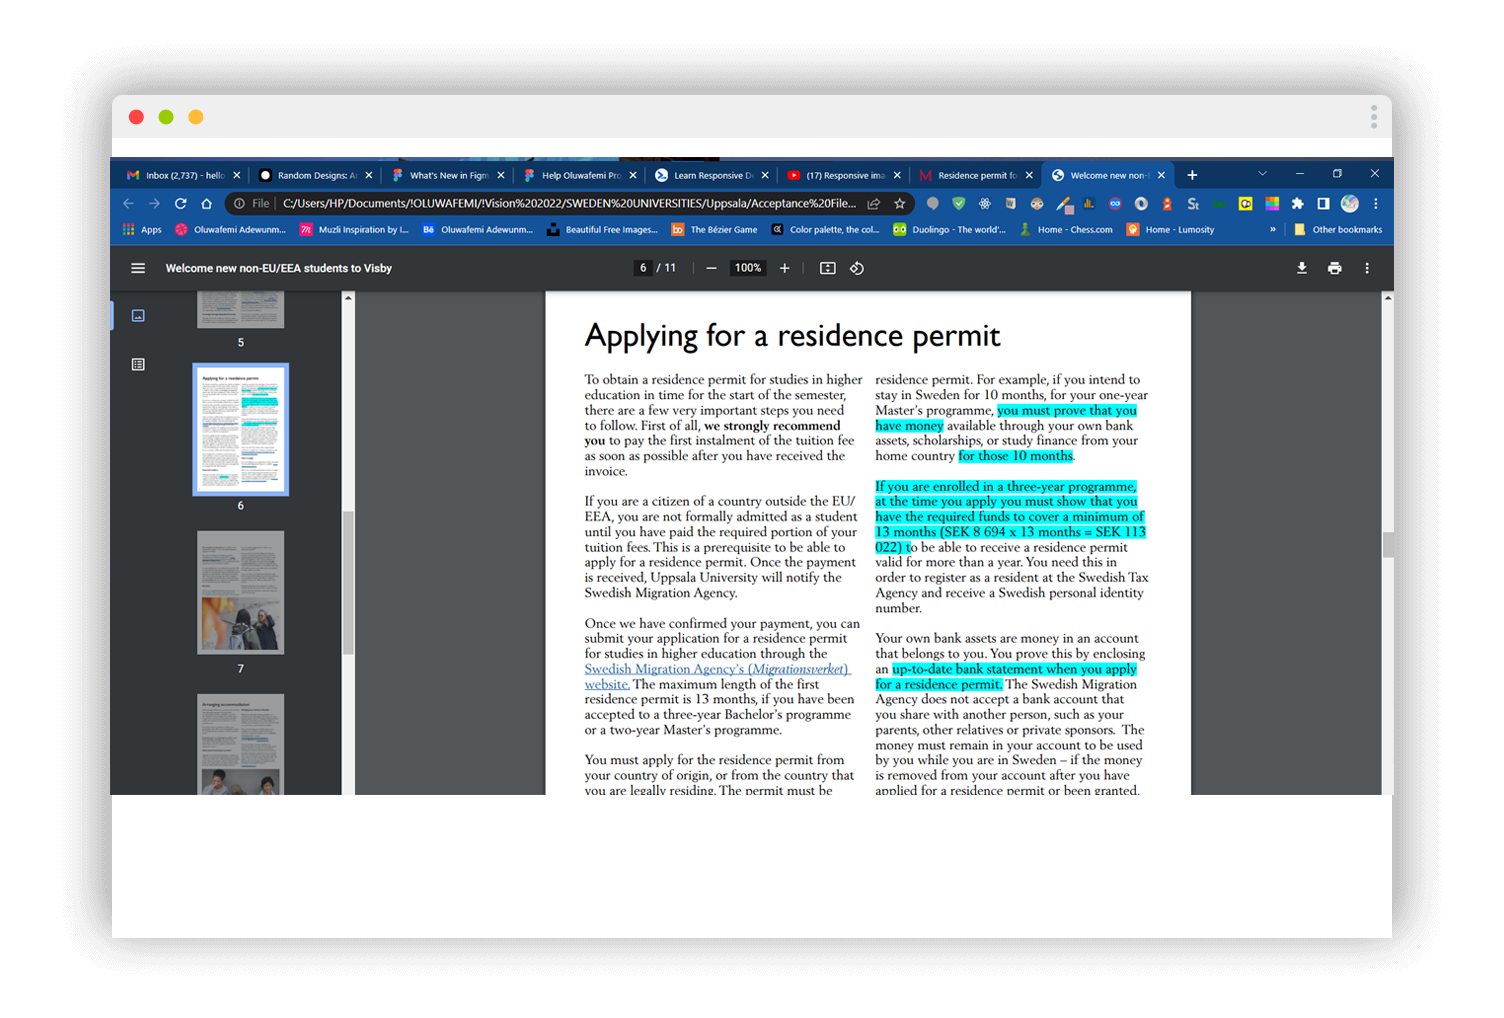 Inbox (2,737) - hello
Random Designs: A
What's New in Figm
Help Oluwafemi Pro
Learn Responsive D
(17) Responsive ima
Residence permit fo
Welcome new non-E
File
C:/Users/HP/Documents/!OLUWAFEMI/!Vision%202022/SWEDEN%20UNIVERSITIES/Uppsala/Acceptance%20File...
Apps
Oluwafemi Adewunm...
Muzli Inspiration by I...
Oluwafemi Adewunm...
Beautiful Free Images...
The Bézier Game
Color palette, the col...
Duolingo - The world'...
Home - Chess.com
Home - Lumosity
»
Other bookmarks
Welcome new non-EU/EEA students to Visby
6 / 11
100%
5
6
7
Applying for a residence permit
To obtain a residence permit for studies in higher
education in time for the start of the semester,
there are a few very important steps you need
to follow. First of all, we strongly recommend
you to pay the first instalment of the tuition fee
as soon as possible after you have received the
invoice.
If you are a citizen of a country outside the EU/
EEA, you are not formally admitted as a student
until you have paid the required portion of your
tuition fees. This is a prerequisite to be able to
apply for a residence permit. Once the payment
is received, Uppsala University will notify the
Swedish Migration Agency.
Once we have confirmed your payment, you can
submit your application for a residence permit
for studies in higher education through the
Swedish Migration Agency's (Migrationsverket)
website. The maximum length of the first
residence permit is 13 months, if you have been
accepted to a three-year Bachelor's programme
or a two-year Master's programme.
You must apply for the residence permit from
your country of origin, or from the country that
you are legally residing. The permit must be
residence permit. For example, if you intend to
stay in Sweden for 10 months, for your one-year
Master's programme, you must prove that you
have money available through your own bank
assets, scholarships, or study finance from your
home country for those 10 months.
If you are enrolled in a three-year programme,
at the time you apply you must show that you
have the required funds to cover a minimum of
13 months (SEK 8 694 x 13 months = SEK 113
022) to be able to receive a residence permit
valid for more than a year. You need this in
order to register as a resident at the Swedish Tax
Agency and receive a Swedish personal identity
number.
Your own bank assets are money in an account
that belongs to you. You prove this by enclosing
an up-to-date bank statement when you apply
for a residence permit. The Swedish Migration
Agency does not accept a bank account that
you share with another person, such as your
parents, other relatives or private sponsors. The
money must remain in your account to be used
by you while you are in Sweden – if the money
is removed from your account after you have
applied for a residence permit or been granted,